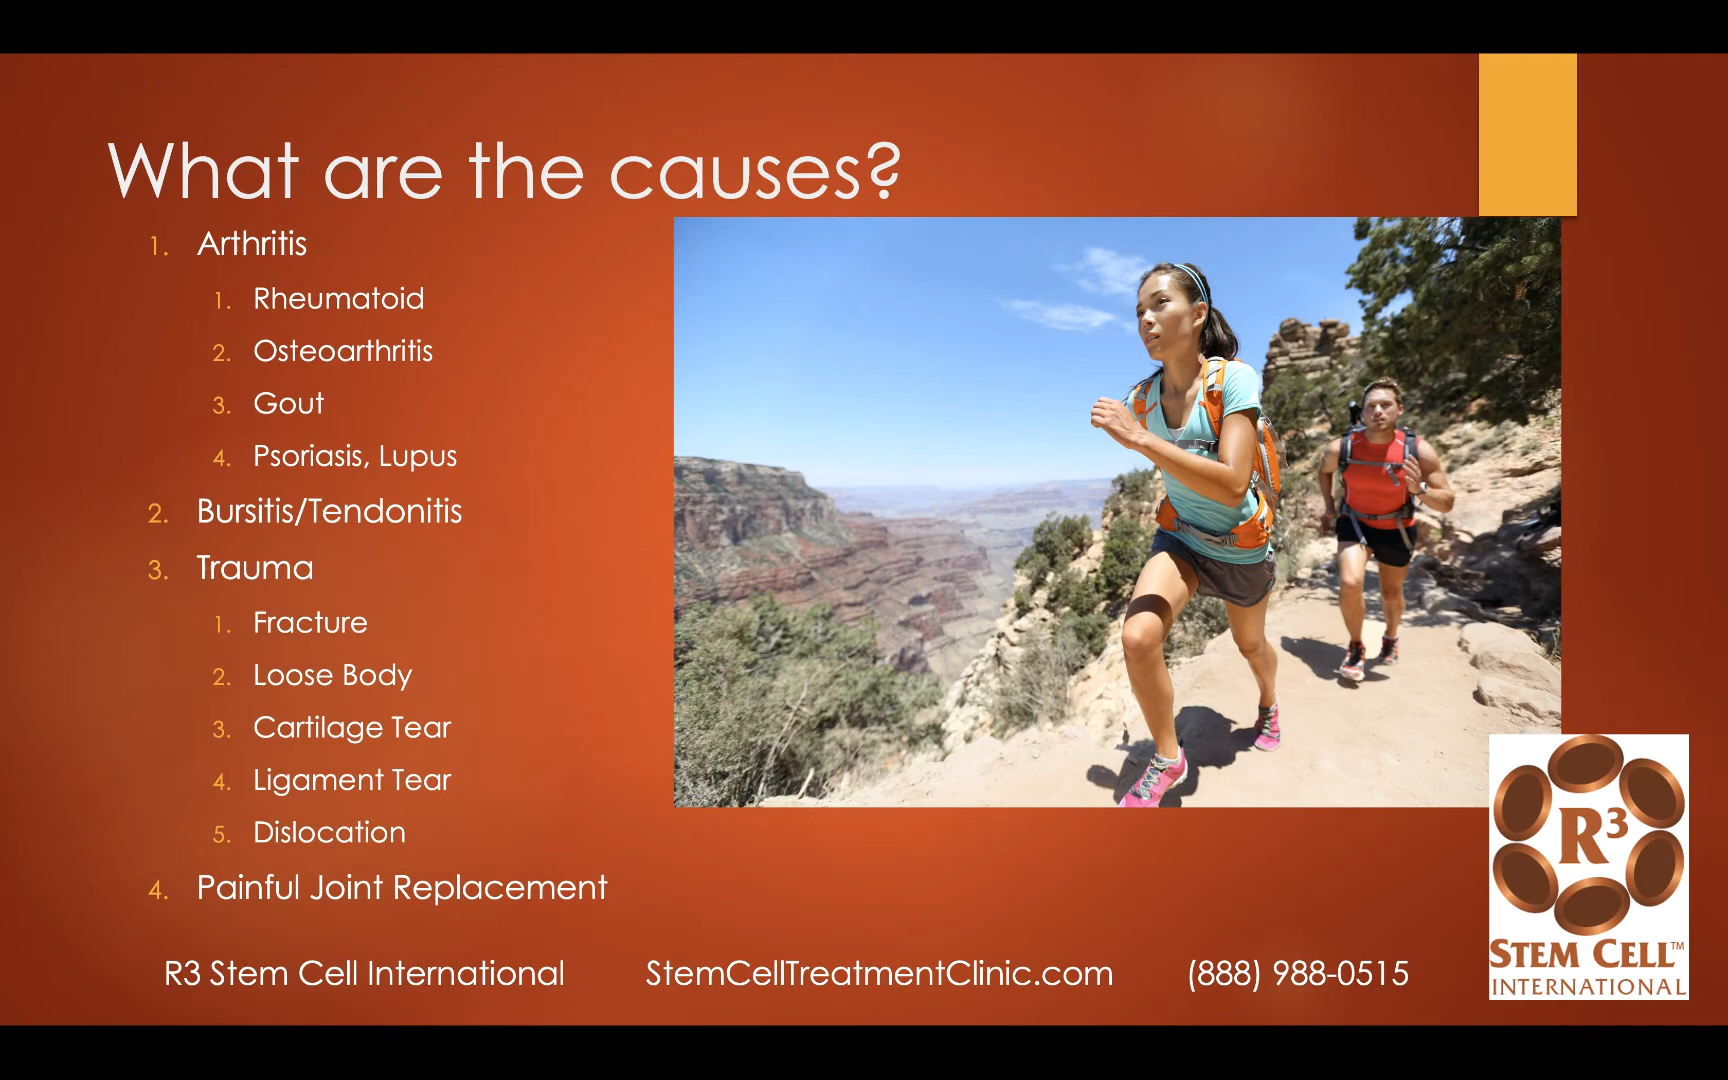 What are the causes?
1. Arthritis
1. Rheumatoid
2. Osteoarthritis
3. Gout
4. Psoriasis, Lupus
2. Bursitis/Tendonitis
3. Trauma
1. Fracture
2. Loose Body
3. Cartilage Tear
4. Ligament Tear
5. Dislocation
4. Painful Joint Replacement
R3 Stem Cell International StemCellTreatmentClinic.com (888) 988-0515
R³
STEM CELL™
INTERNATIONAL